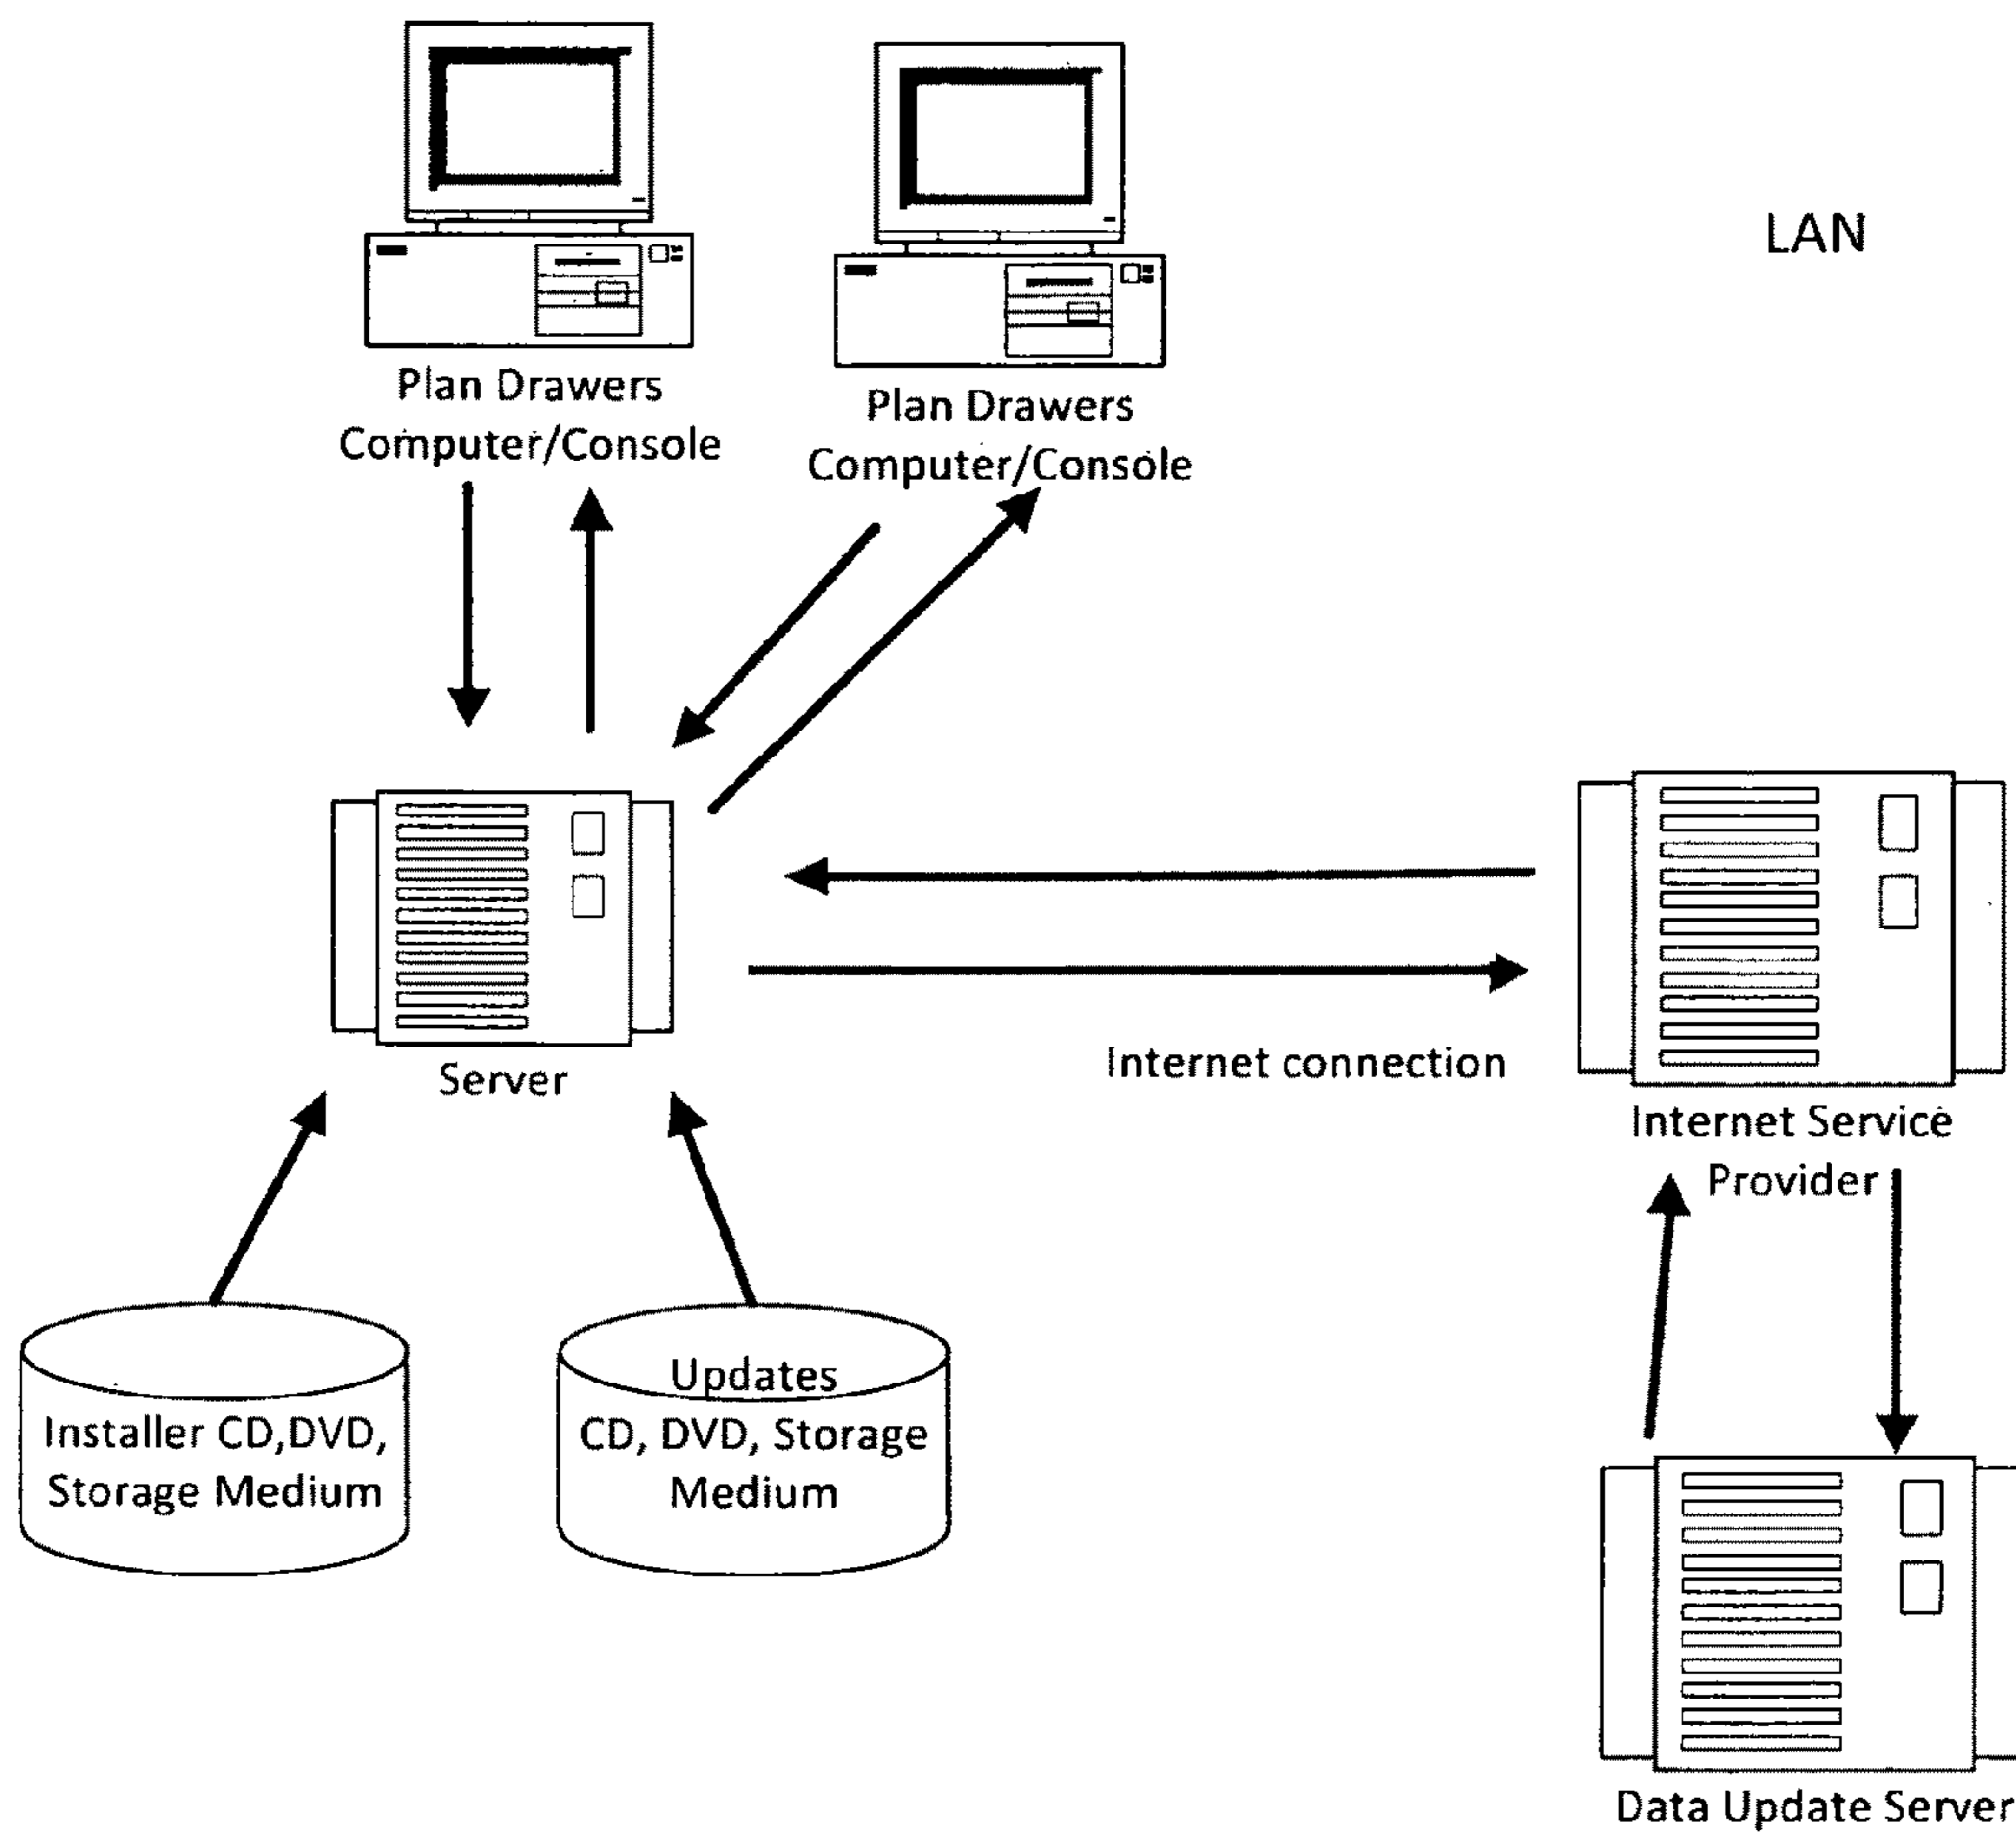 LAN
Plan Drawers
Computer/Console
Plan Drawers
Computer/Console
Server
Internet connection
Internet Service
Provider
Installer CD,DVD,
Storage Medium
Updates
CD, DVD, Storage
Medium
Data Update Server